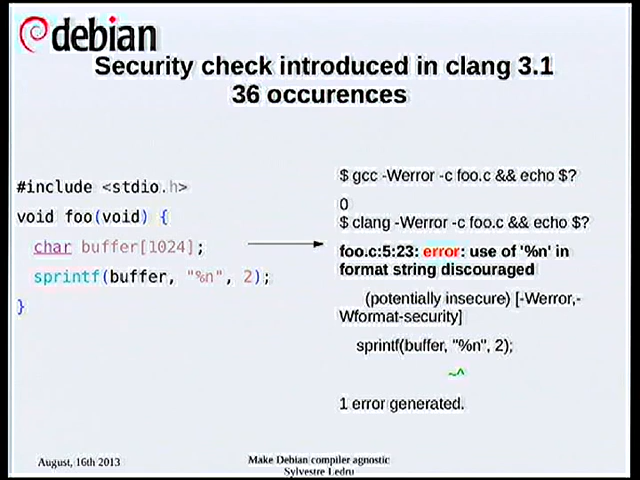 debian
Security check introduced in clang 3.1
36 occurences
#include <stdio.h>
void foo(void) {
char buffer[1024];
sprintf(buffer, "%n", 2);
}
$ gcc -Werror -c foo.c && echo $?
0
$ clang -Werror -c foo.c && echo $?
foo.c:5:23: error: use of '%n' in
format string discouraged
(potentially insecure) [-Werror,-
Wformat-security]
sprintf(buffer, "%n", 2);
~^
1 error generated.
August, 16th 2013
Make Debian compiler agnostic
Sylvestre Ledru